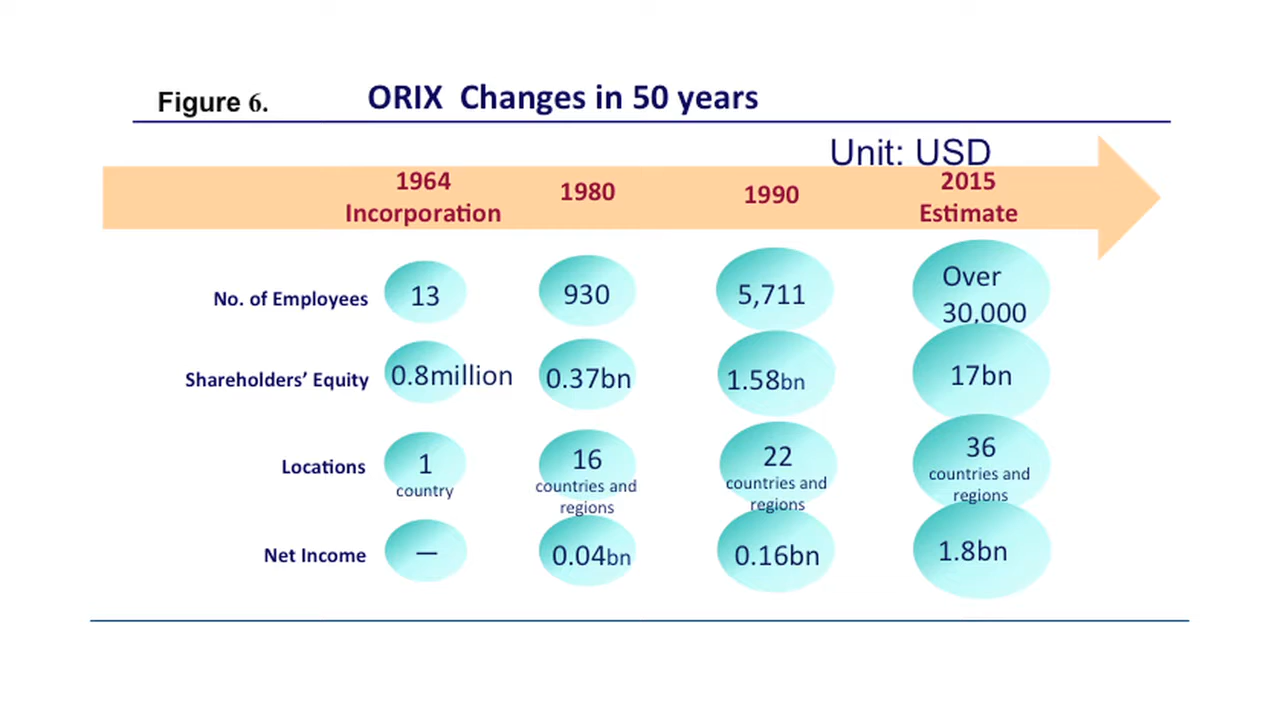 Figure 6.
ORIX  Changes in 50 years
Unit: USD
1964
Incorporation
1980
1990
2015
Estimate
No. of Employees
13
930
5,711
Over
30,000
Shareholders’ Equity
0.8million
0.37bn
1.58bn
17bn
Locations
1
country
16
countries and
regions
22
countries and
regions
36
countries and
regions
Net Income
—
0.04bn
0.16bn
1.8bn